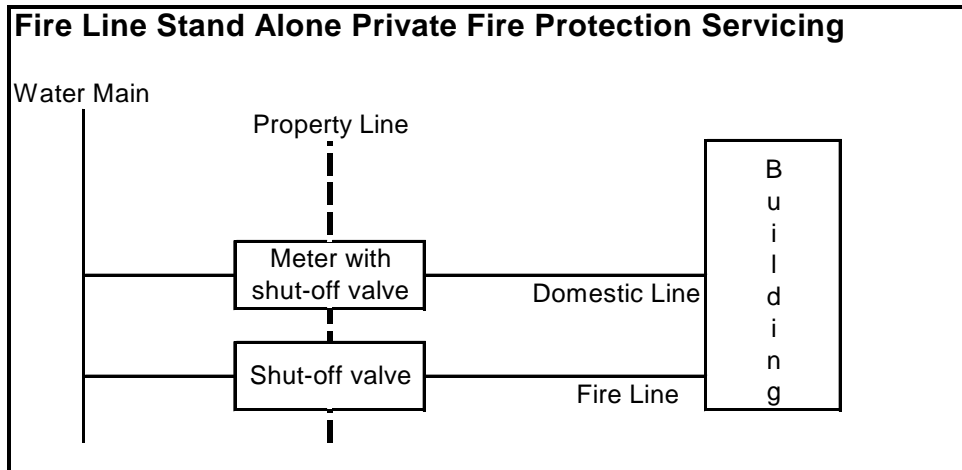 Fire Line Stand Alone Private Fire Protection Servicing
Water Main
Property Line
Meter with
shut-off valve
Domestic Line
Shut-off valve
Fire Line
B
u
i
l
d
i
n
g